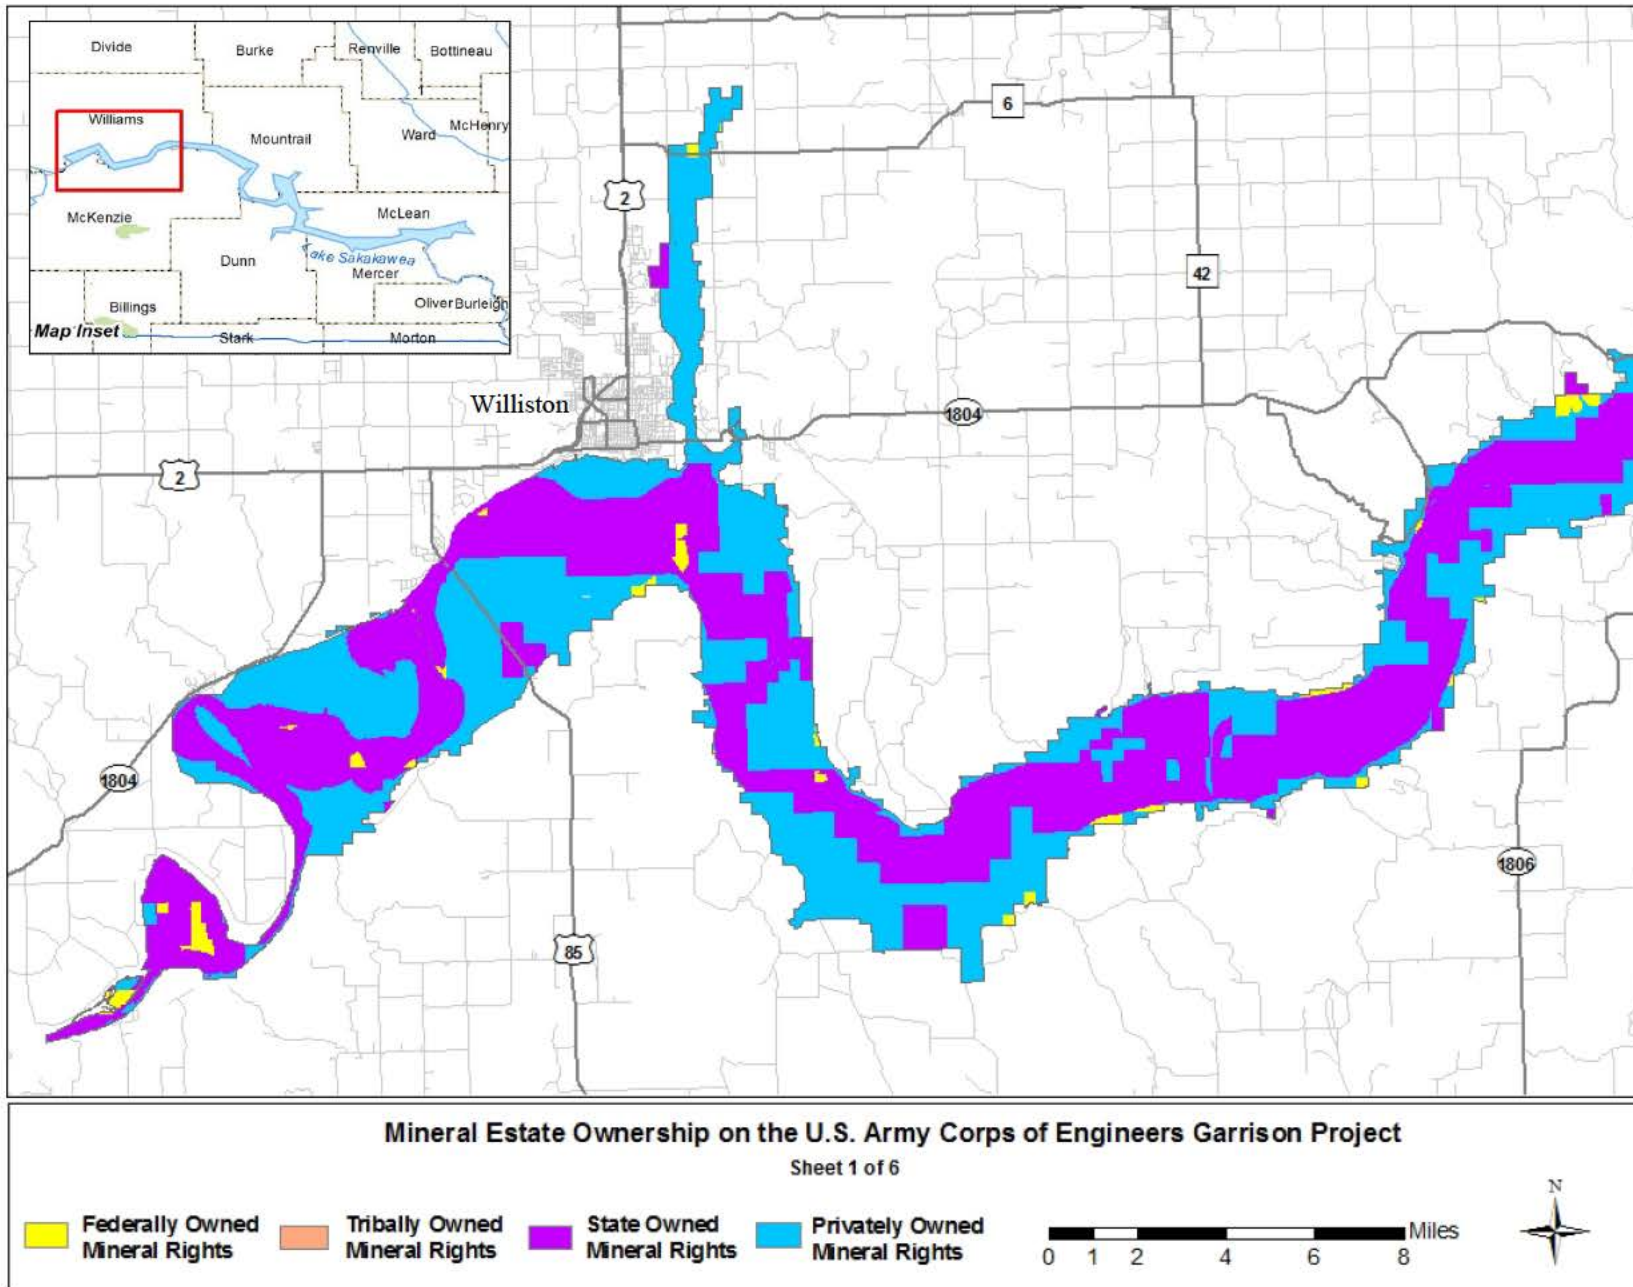 Divide
Burke
Renville
Bottineau
Williams
Mountrail
Ward
McHenry
McKenzie
McLean
Dunn
Lake Sakakawea
Mercer
Billings
Oliver
Burleigh
Map Inset
Stark
Morton
6
2
42
Williston
1804
2
1804
1806
85
Mineral Estate Ownership on the U.S. Army Corps of Engineers Garrison Project
Sheet 1 of 6
Federally Owned
Mineral Rights
Tribally Owned
Mineral Rights
State Owned
Mineral Rights
Privately Owned
Mineral Rights
Miles
0 1 2 4 6 8
N